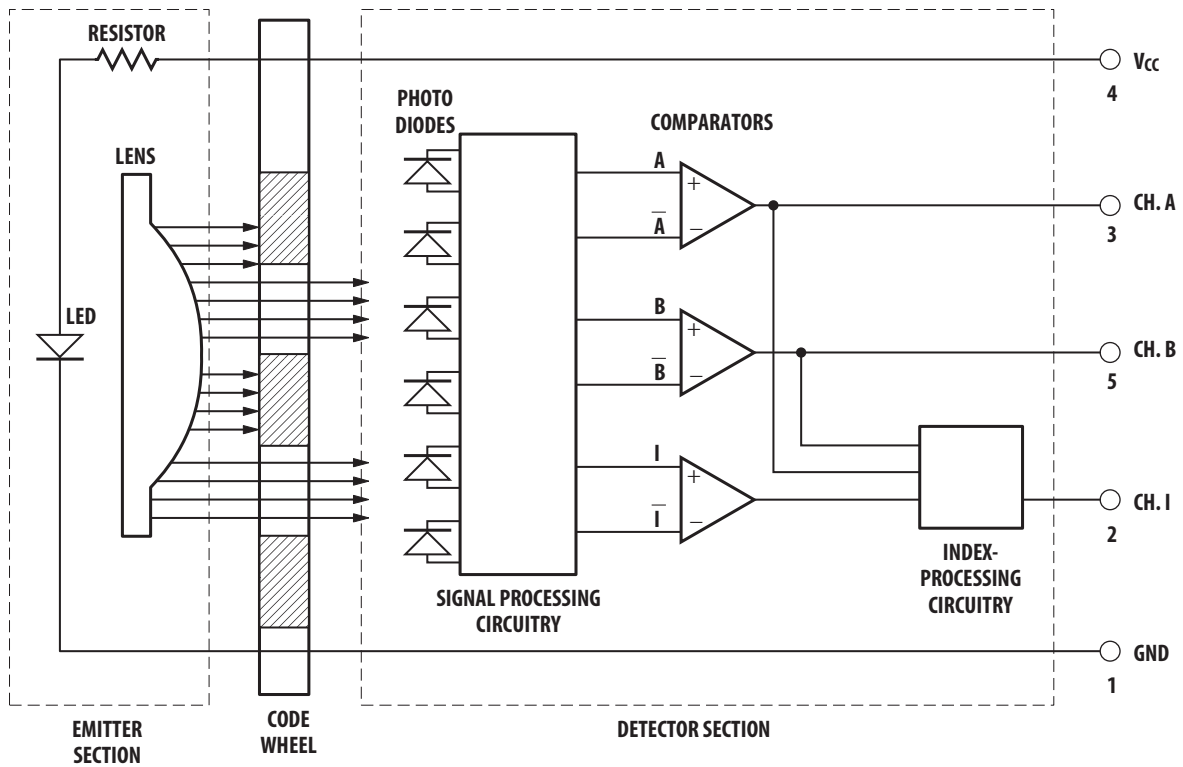 RESISTOR
VCC
4
PHOTO
DIODES
COMPARATORS
LENS
A
+
CH. A
3
A̅
−
LED
B
+
CH. B
5
B̅
−
I
+
CH. I
2
I̅
−
INDEX-
PROCESSING
CIRCUITRY
SIGNAL PROCESSING
CIRCUITRY
GND
1
EMITTER
SECTION
CODE
WHEEL
DETECTOR SECTION